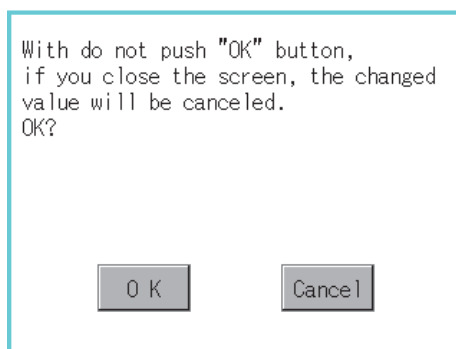 With do not push "OK" button,
if you close the screen, the changed
value will be canceled.
OK?
O K
Cancel